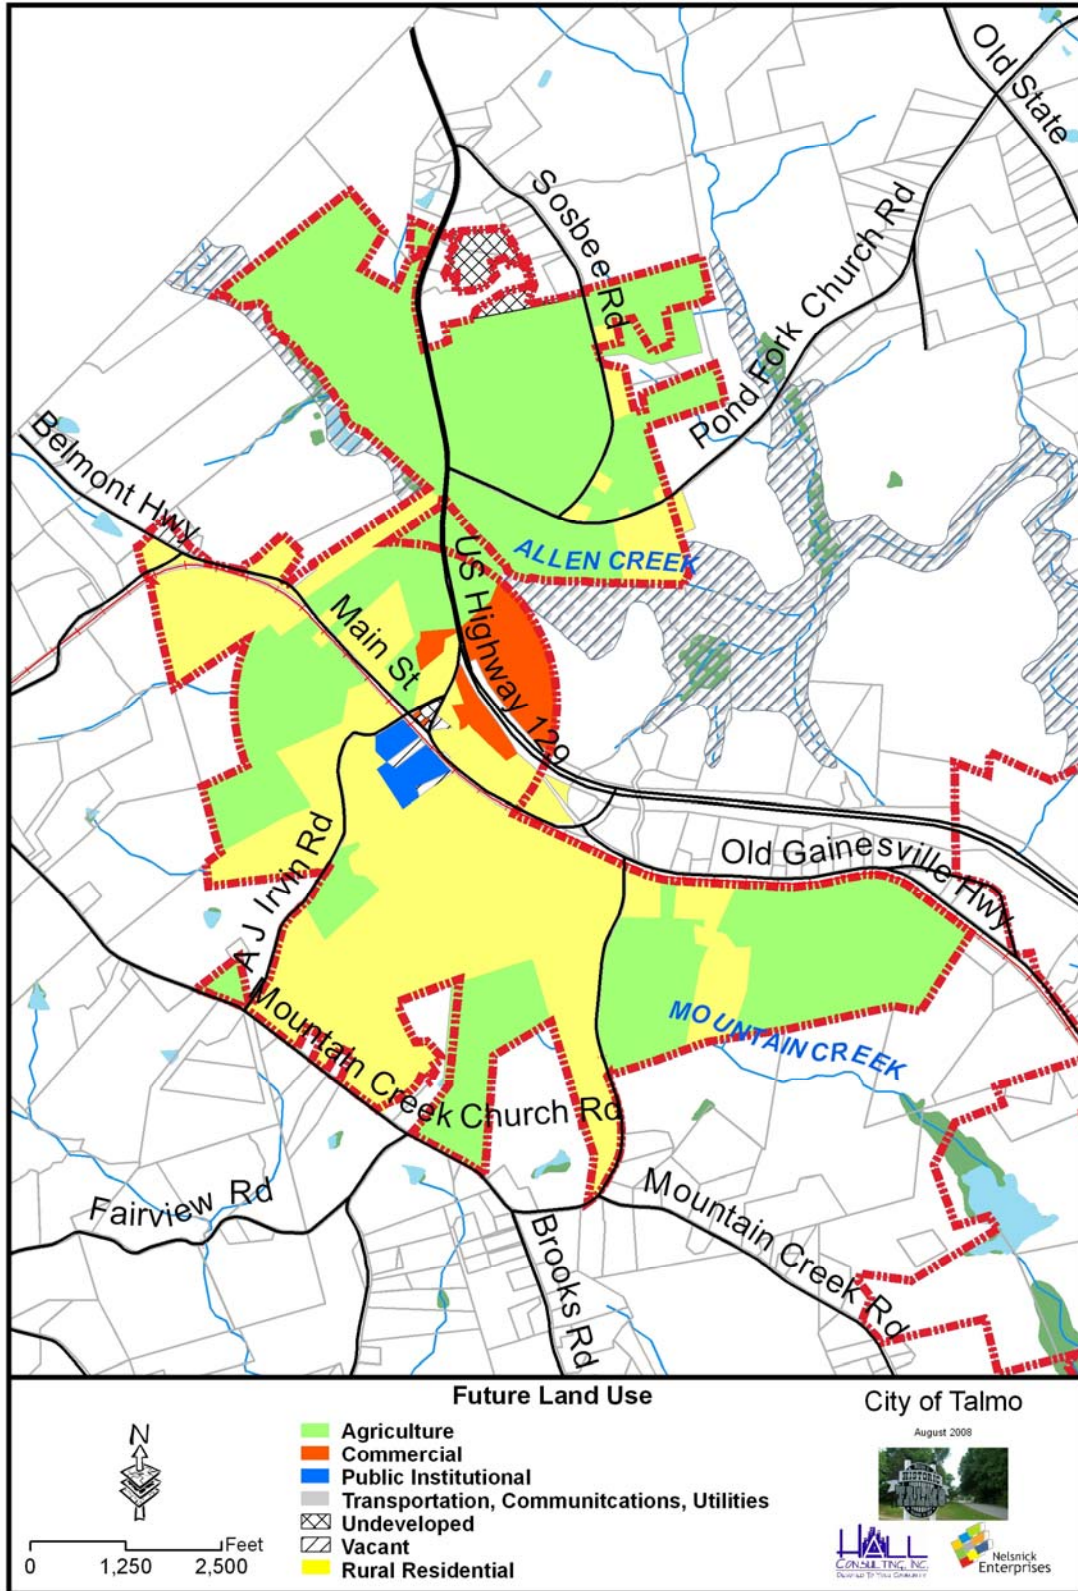 Old State
Sosbee Rd
Pond Fork Church Rd
Belmont Hwy
ALLEN CREEK
US Highway 129
Main St
Old Gainesville Hwy
A J Irvin Rd
MOUNTAIN CREEK
Mountain Creek Church Rd
Fairview Rd
Mountain Creek Rd
Brooks Rd
Future Land Use
City of Talmo
August 2008
N
Agriculture
Commercial
Public Institutional
Transportation, Communitcations, Utilities
Undeveloped
Vacant
Rural Residential
Feet
0 1,250 2,500
HISTORIC
TALMO
HALL
CONSULTING, INC.
Nelsnick
Enterprises